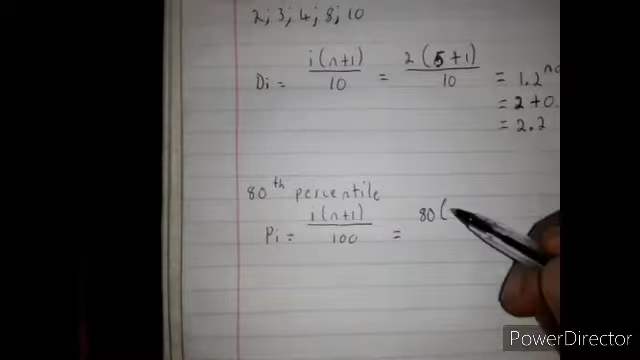 2; 3; 4; 8; 10
Di = i(n+1)/10 = 2(5+1)/10 = 1.2
= 2 + 0.
= 2.2
80th percentile
Pi = i(n+1)/100 = 80(
PowerDirector